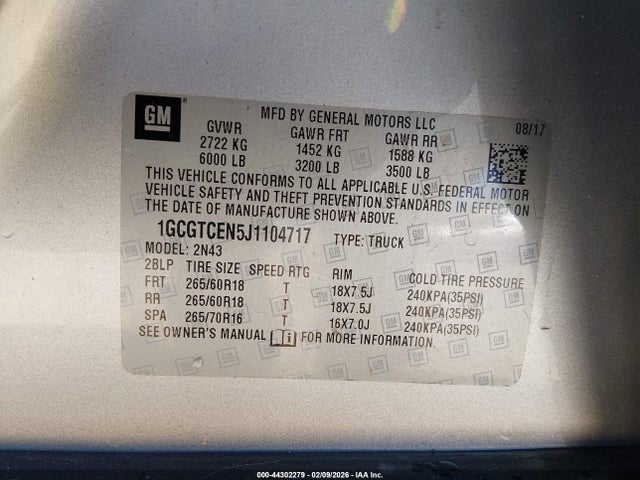 GM
MFD BY GENERAL MOTORS LLC
08/17
GVWR GAWR FRT GAWR RR
2722 KG 1452 KG 1588 KG
6000 LB 3200 LB 3500 LB
THIS VEHICLE CONFORMS TO ALL APPLICABLE U.S. FEDERAL MOTOR
VEHICLE SAFETY AND THEFT PREVENTION STANDARDS IN EFFECT ON
THE DATE OF MANUFACTURE SHOWN ABOVE.
1GCGTCEN5J1104717 TYPE: TRUCK
MODEL: 2N43
2BLP TIRE SIZE SPEED RTG RIM COLD TIRE PRESSURE
FRT 265/60R18 T 18X7.5J 240KPA(35PSI)
RR 265/60R18 T 18X7.5J 240KPA(35PSI)
SPA 265/70R16 T 16X7.0J 240KPA(35PSI)
SEE OWNER'S MANUAL FOR MORE INFORMATION.
000-44302279 - 02/09/2026 - IAA Inc.